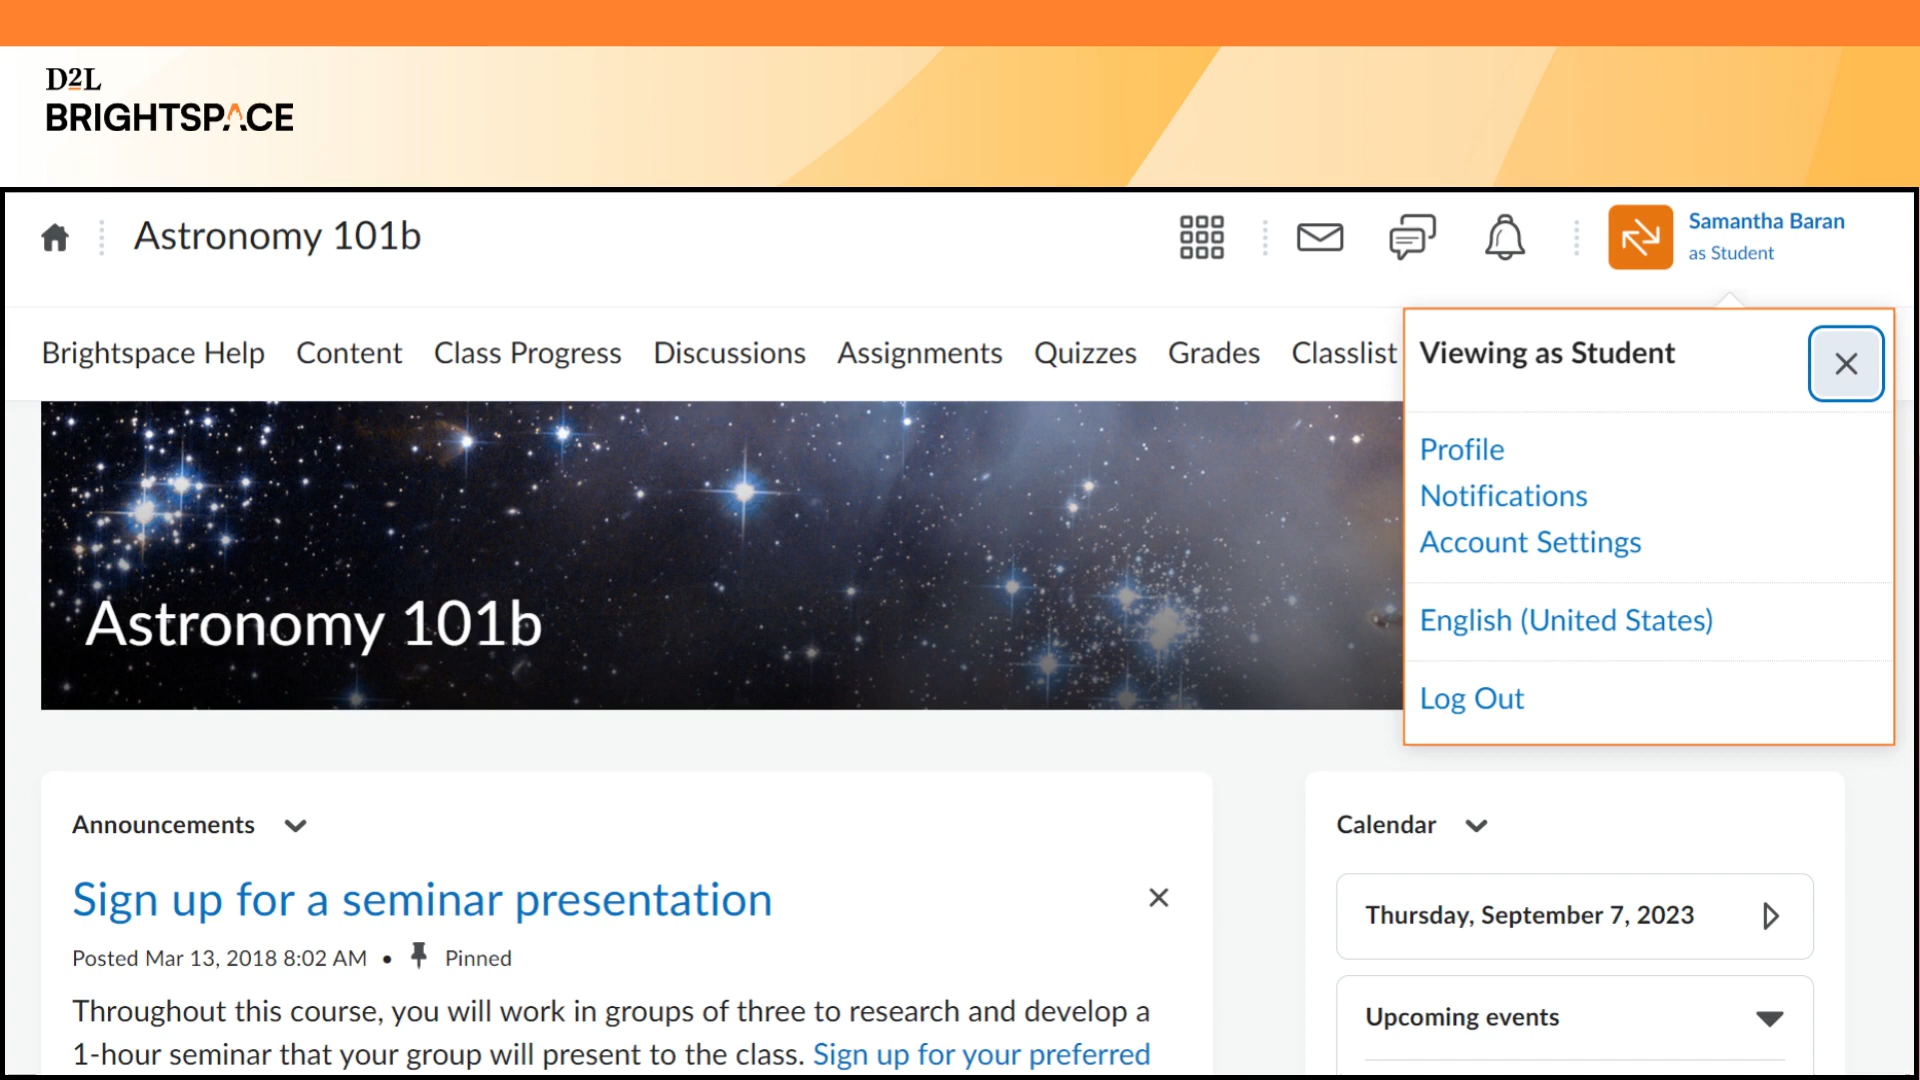 D2L
BRIGHTSPACE
Astronomy 101b
Samantha Baran
as Student
Brightspace Help Content Class Progress Discussions Assignments Quizzes Grades Classlist
Viewing as Student
Profile
Notifications
Account Settings
English (United States)
Log Out
Astronomy 101b
Announcements
Sign up for a seminar presentation
Posted Mar 13, 2018 8:02 AM • Pinned
Throughout this course, you will work in groups of three to research and develop a
1-hour seminar that your group will present to the class. Sign up for your preferred
Calendar
Thursday, September 7, 2023
Upcoming events